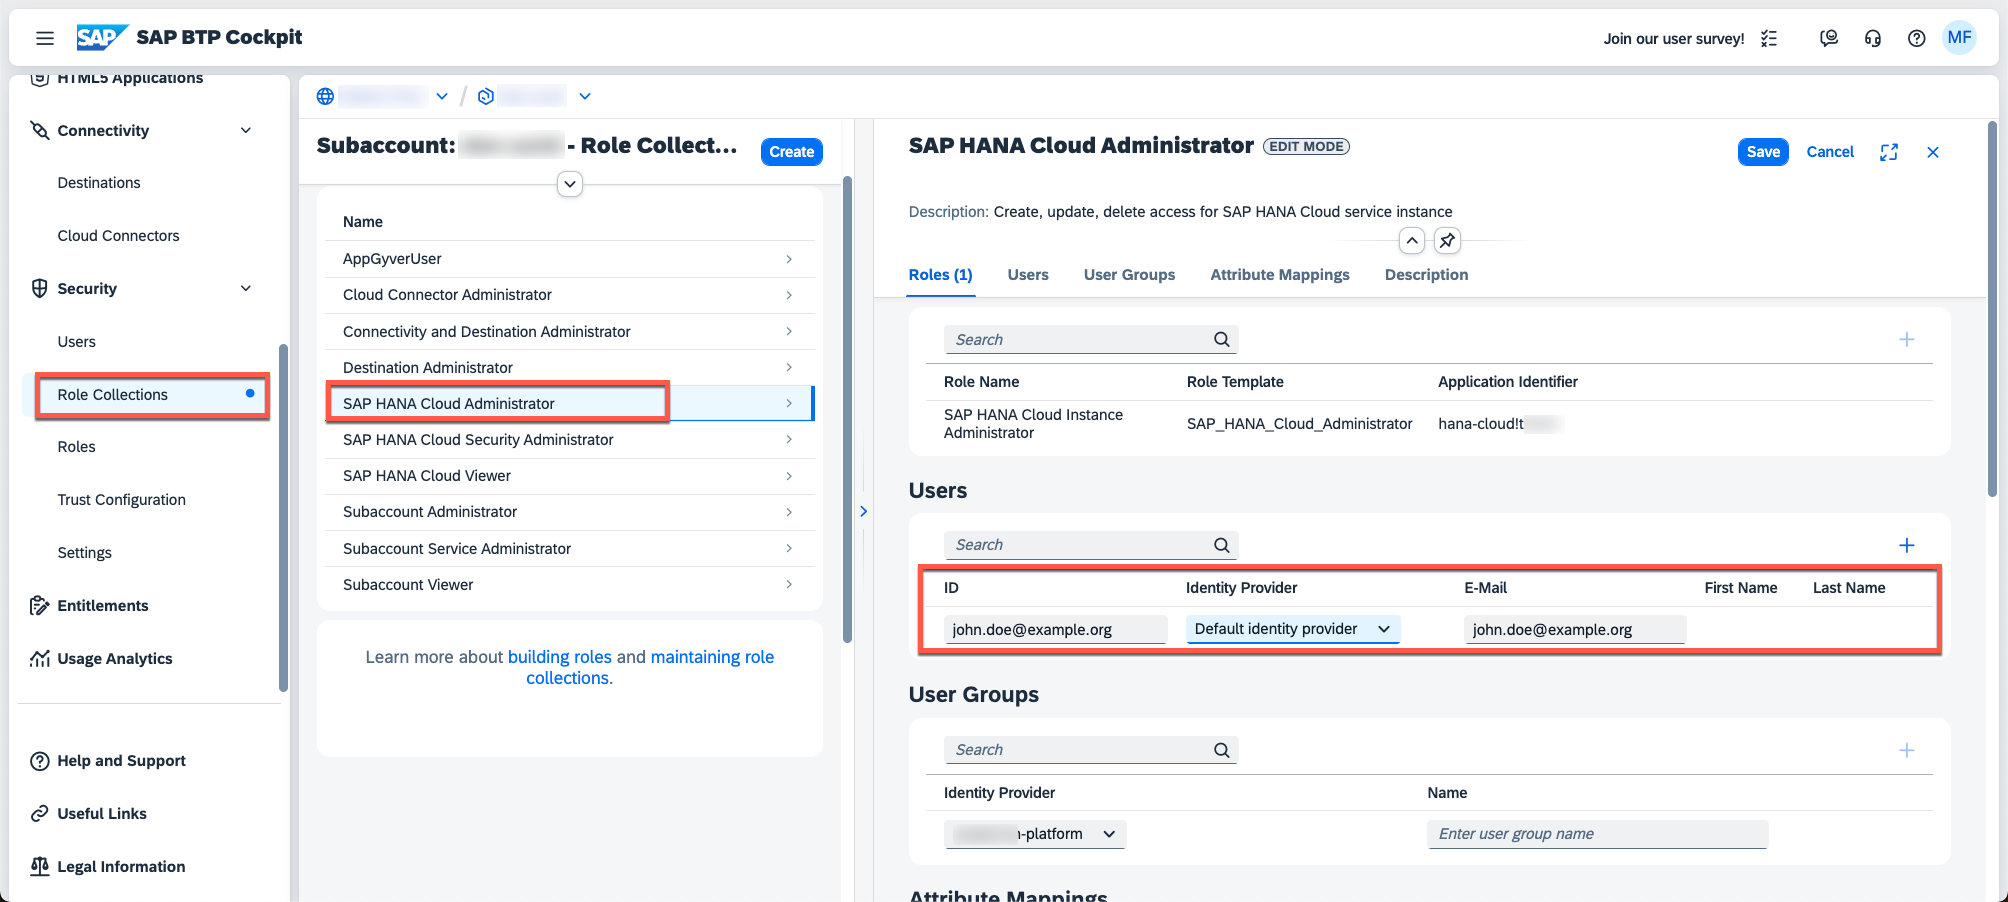 SAP SAP BTP Cockpit
Join our user survey!
MF
HTML5 Applications
Connectivity
Destinations
Cloud Connectors
Security
Users
Role Collections
Roles
Trust Configuration
Settings
Entitlements
Usage Analytics
Help and Support
Useful Links
Legal Information
/
Subaccount: - Role Collect...
Create
Name
AppGyverUser
Cloud Connector Administrator
Connectivity and Destination Administrator
Destination Administrator
SAP HANA Cloud Administrator
SAP HANA Cloud Security Administrator
SAP HANA Cloud Viewer
Subaccount Administrator
Subaccount Service Administrator
Subaccount Viewer
Learn more about building roles and maintaining role
collections.
SAP HANA Cloud Administrator EDIT MODE
Save Cancel
Description: Create, update, delete access for SAP HANA Cloud service instance
Roles (1) Users User Groups Attribute Mappings Description
Search
Role Name Role Template Application Identifier
SAP HANA Cloud Instance
Administrator SAP_HANA_Cloud_Administrator hana-cloud!t
Users
Search
ID Identity Provider E-Mail First Name Last Name
john.doe@example.org Default identity provider john.doe@example.org
User Groups
Search
Identity Provider Name
-platform Enter user group name
Attribute Mappings